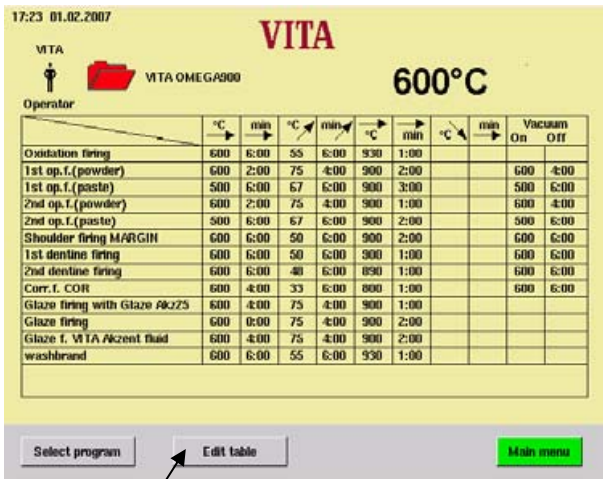 17:23 01.02.2007
VITA
VITA
VITA OMEGA900
600°C
Operator
°C min °C min °C min °C min Vacuum
On Off
Oxidation firing 600 6:00 55 6:00 930 1:00
1st op.f.(powder) 600 2:00 75 4:00 900 2:00 600 4:00
1st op.f.(paste) 500 6:00 67 6:00 900 3:00 500 6:00
2nd op.f.(powder) 600 2:00 75 4:00 900 1:00 600 4:00
2nd op.f.(paste) 500 6:00 67 6:00 900 2:00 500 6:00
Shoulder firing MARGIN 600 6:00 50 6:00 900 2:00 600 6:00
1st dentine firing 600 6:00 50 6:00 900 1:00 600 6:00
2nd dentine firing 600 6:00 48 6:00 890 1:00 600 6:00
Corr.f. COR 600 4:00 33 6:00 800 1:00 600 6:00
Glaze firing with Glaze Akz25 600 4:00 75 4:00 900 1:00
Glaze firing 600 0:00 75 4:00 900 2:00
Glaze f. VITA Akzent fluid 600 4:00 75 4:00 900 2:00
washbrand 600 6:00 55 6:00 930 1:00
Select program Edit table Main menu